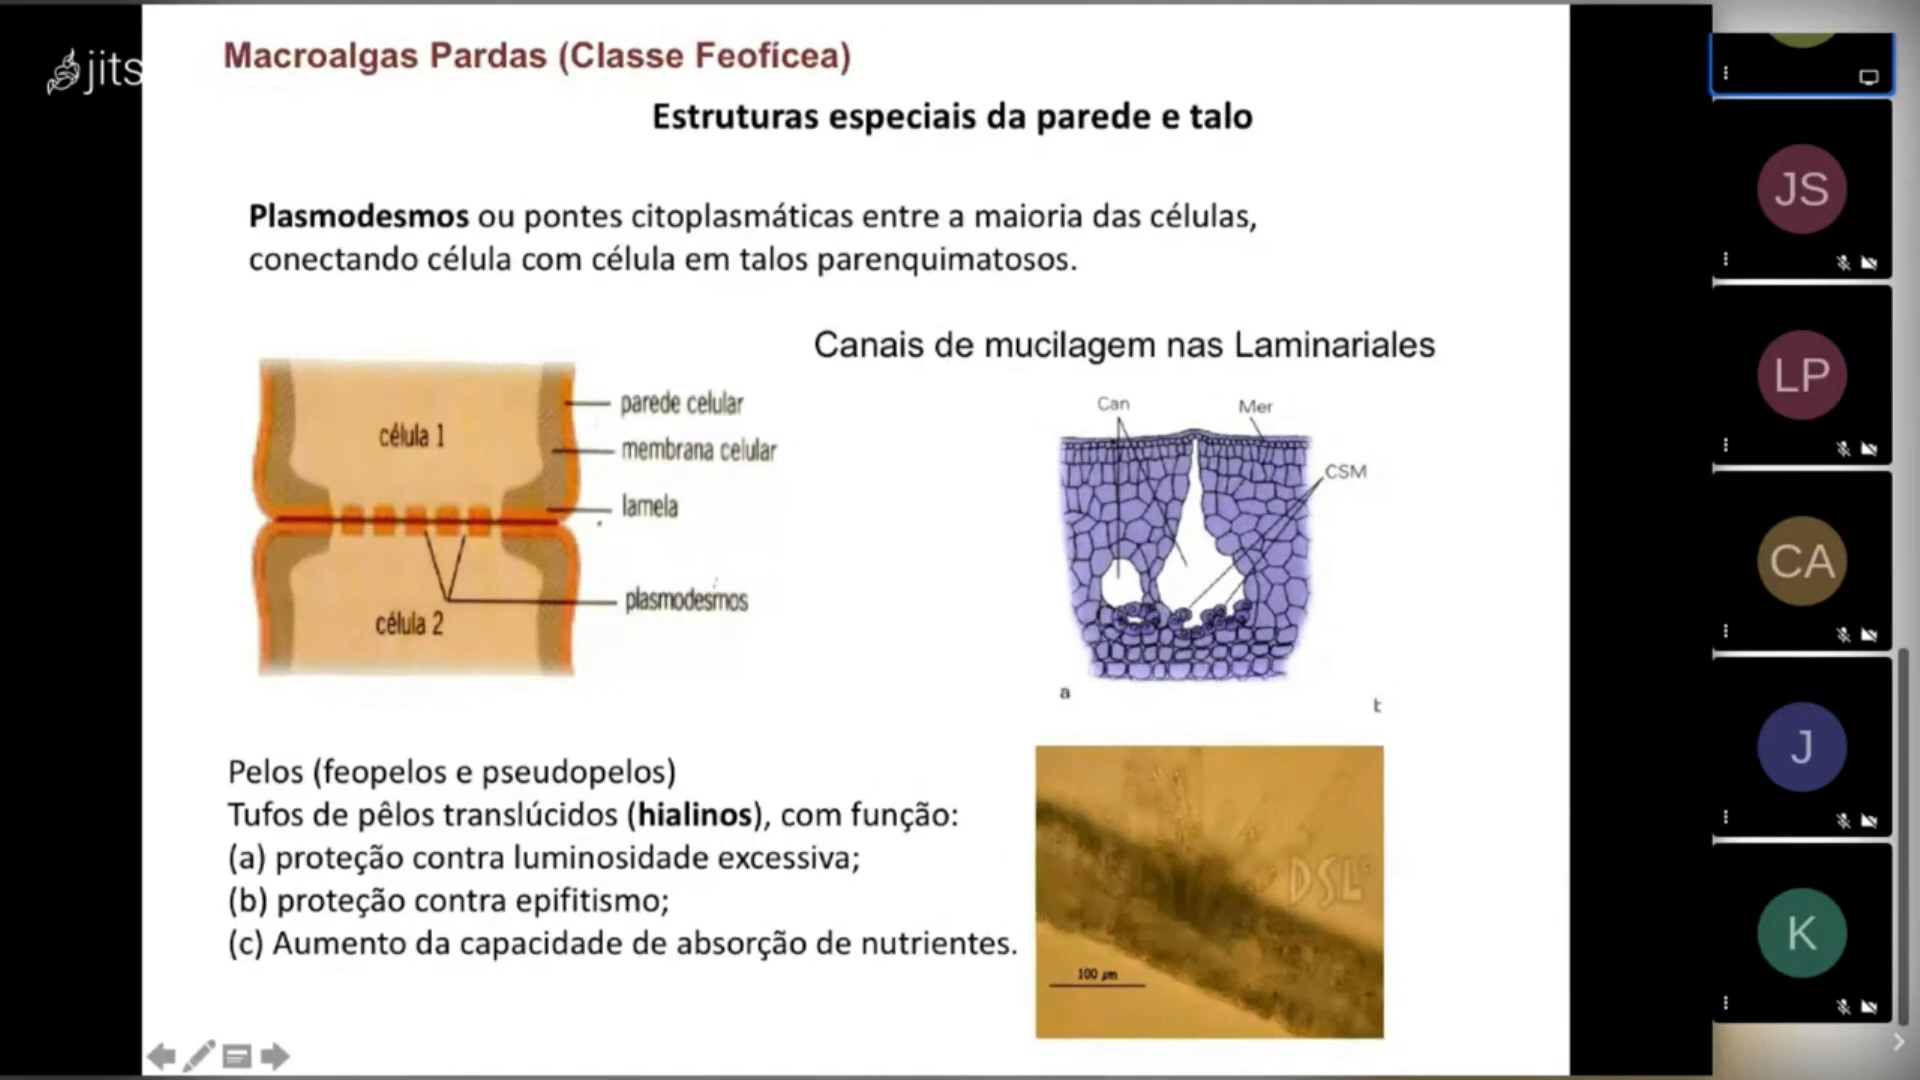 jits
Macroalgas Pardas (Classe Feofícea)
Estruturas especiais da parede e talo
Plasmodesmos ou pontes citoplasmáticas entre a maioria das células,
conectando célula com célula em talos parenquimatosos.
Canais de mucilagem nas Laminariales
célula 1
parede celular
membrana celular
lamela
plasmodesmos
célula 2
Can
Mer
CSM
a
t
Pelos (feopelos e pseudopelos)
Tufos de pêlos translúcidos (hialinos), com função:
(a) proteção contra luminosidade excessiva;
(b) proteção contra epifitismo;
(c) Aumento da capacidade de absorção de nutrientes.
DSL
100 µm
JS
LP
CA
J
K